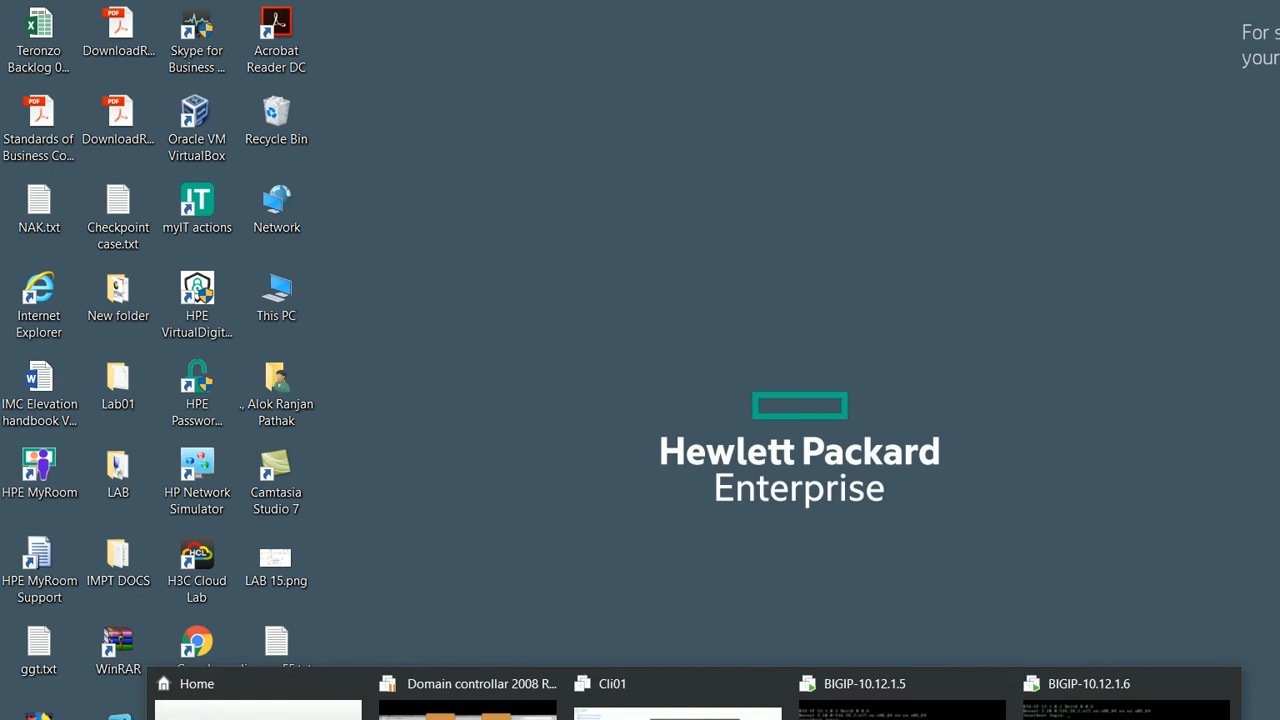 Teronzo
Backlog 0...
DownloadR...
Skype for
Business ...
Acrobat
Reader DC
For s
your
Standards of
Business Co...
DownloadR...
Oracle VM
VirtualBox
Recycle Bin
NAK.txt
Checkpoint
case.txt
myIT actions
Network
Internet
Explorer
New folder
HPE
VirtualDigit...
This PC
IMC Elevation
handbook V...
Lab01
HPE
Passwor...
., Alok Ranjan
Pathak
Hewlett Packard
Enterprise
HPE MyRoom
LAB
HP Network
Simulator
Camtasia
Studio 7
HPE MyRoom
Support
IMPT DOCS
H3C Cloud
Lab
LAB 15.png
ggt.txt
WinRAR
Home
Domain controllar 2008 R...
Cli01
BIGIP-10.12.1.5
BIGIP-10.12.1.6